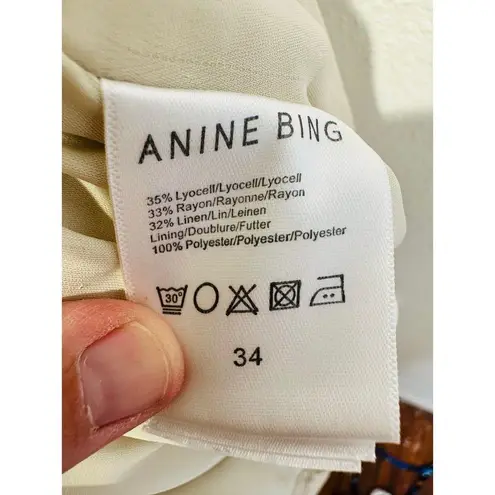 ANINE BING
35% Lyocell/Lyocell/Lyocell
33% Rayon/Rayonne/Rayon
32% Linen/Lin/Leinen
Lining/Doublure/Futter
100% Polyester/Polyester/Polyester
30°
34